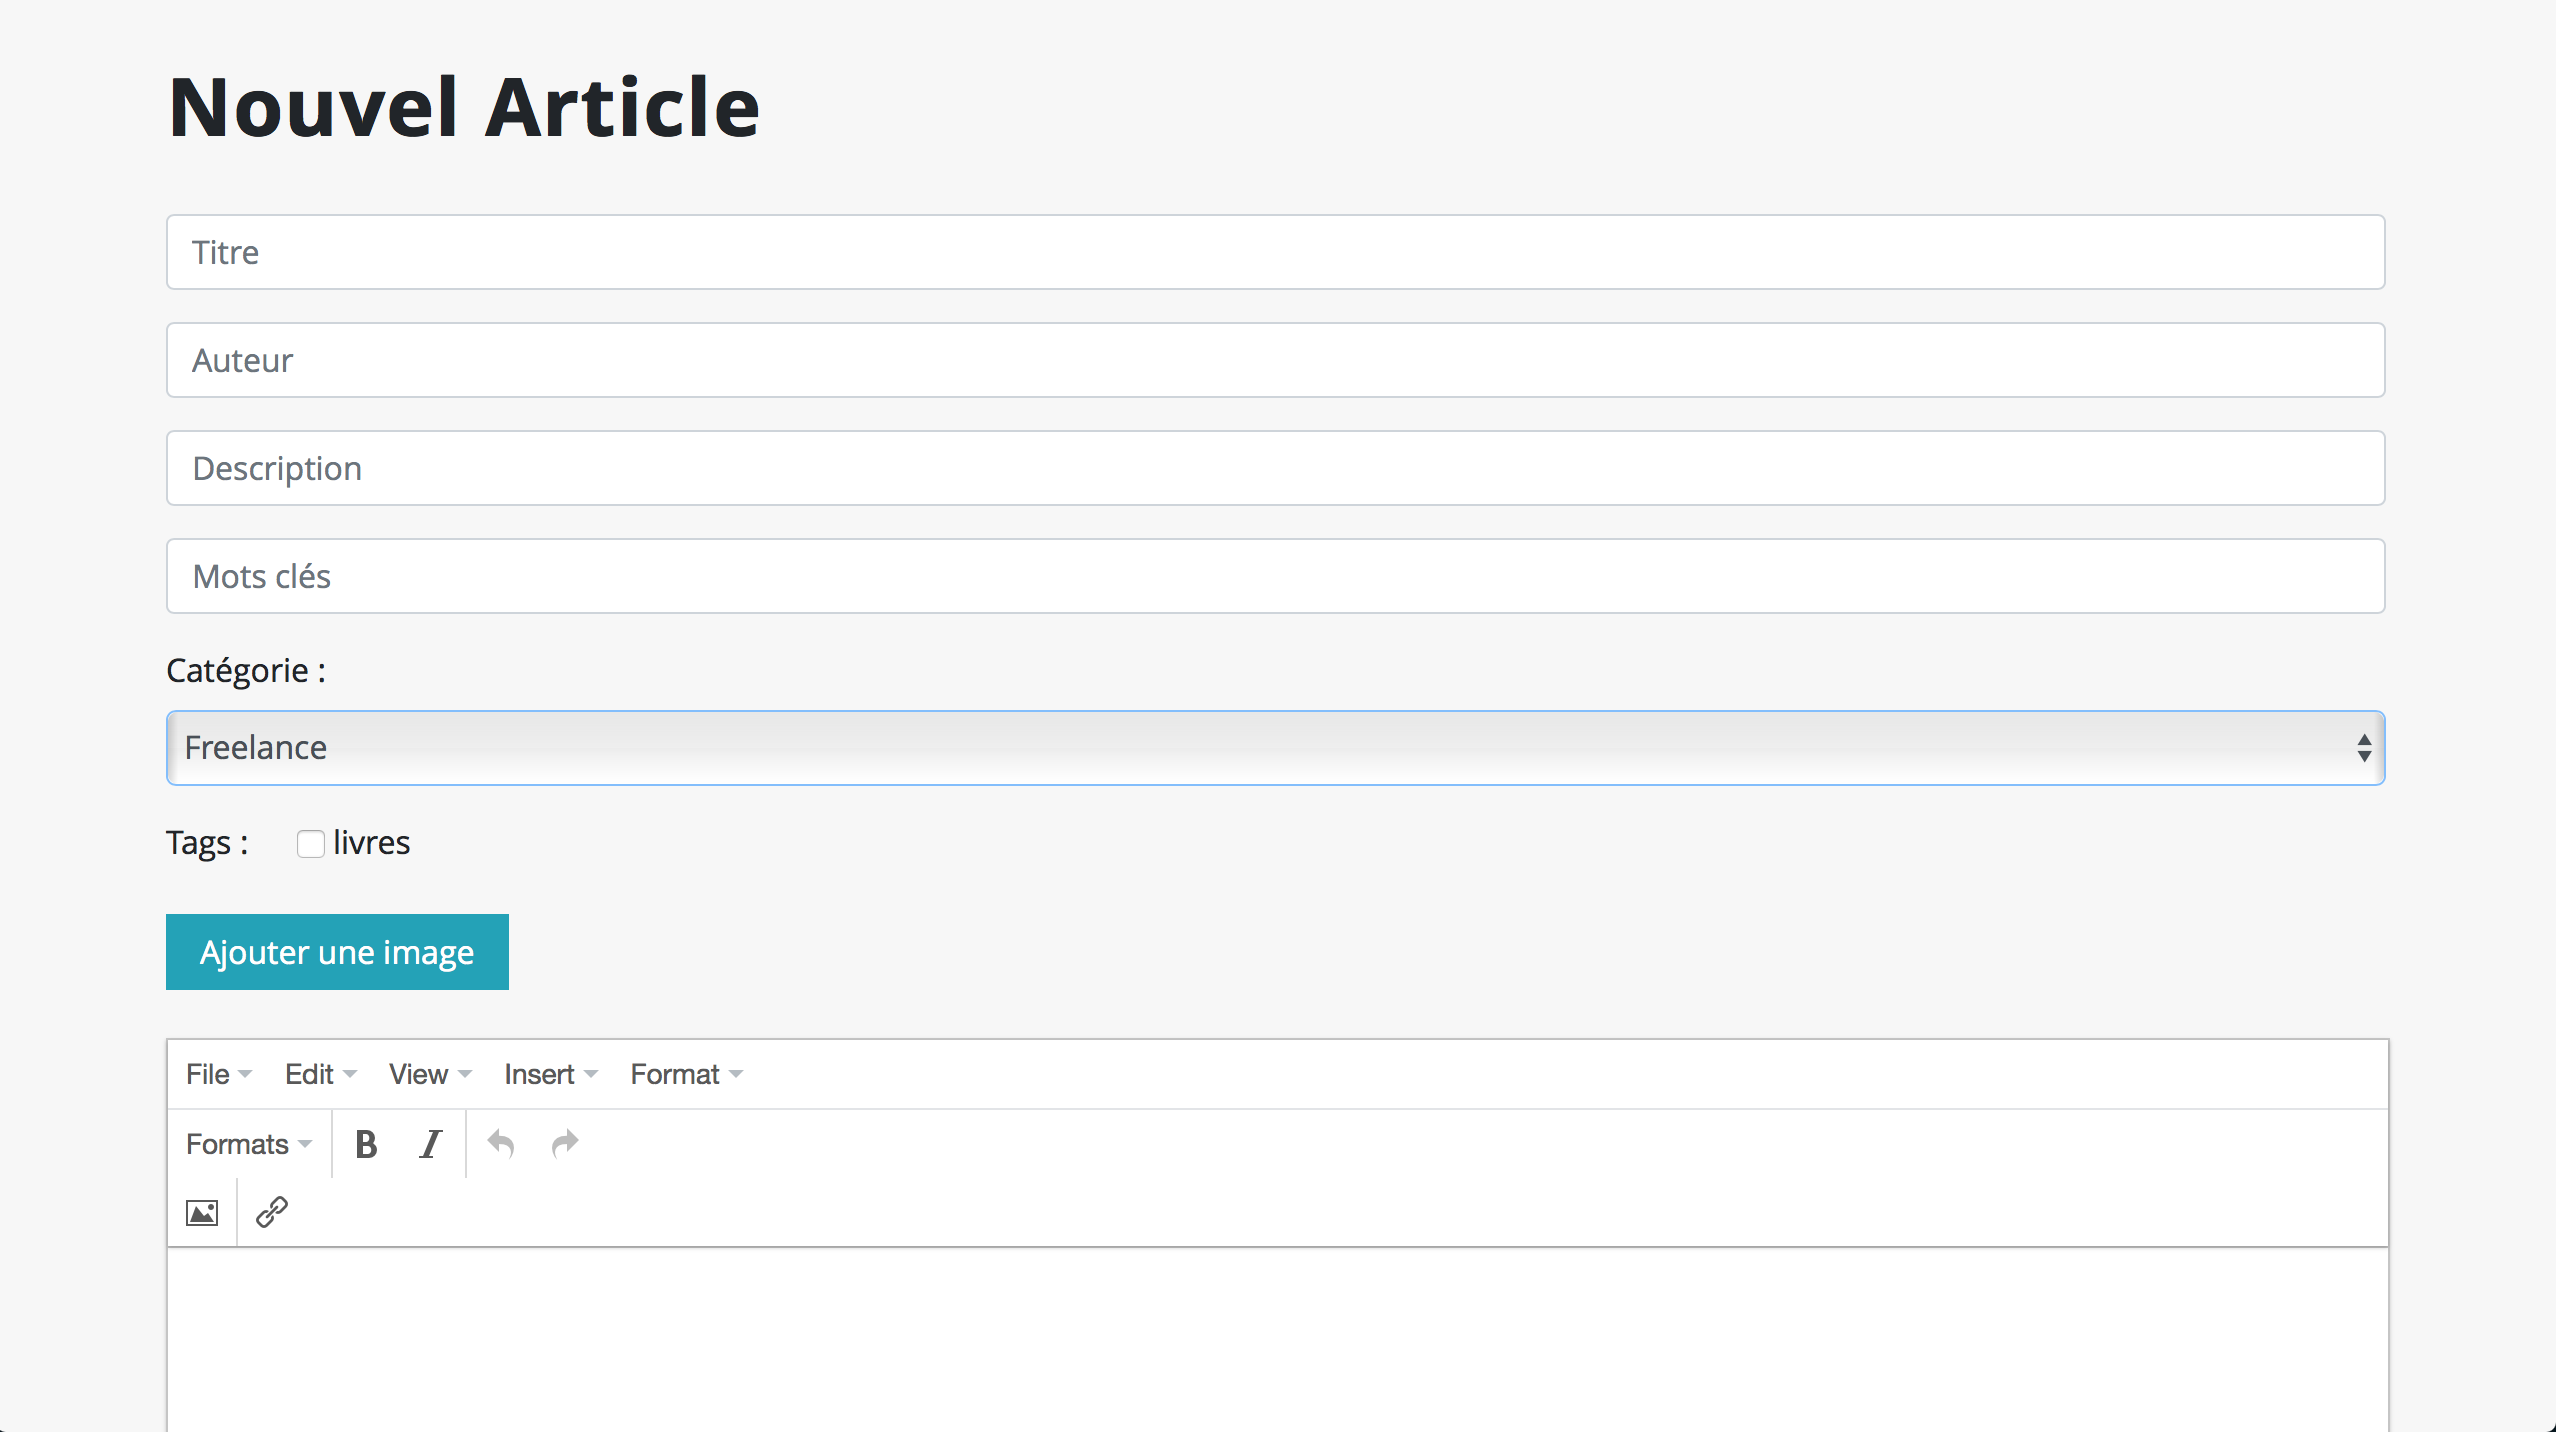 Nouvel Article
Titre
Auteur
Description
Mots clés
Catégorie :
Freelance
Tags : livres
Ajouter une image
File Edit View Insert Format
Formats B I